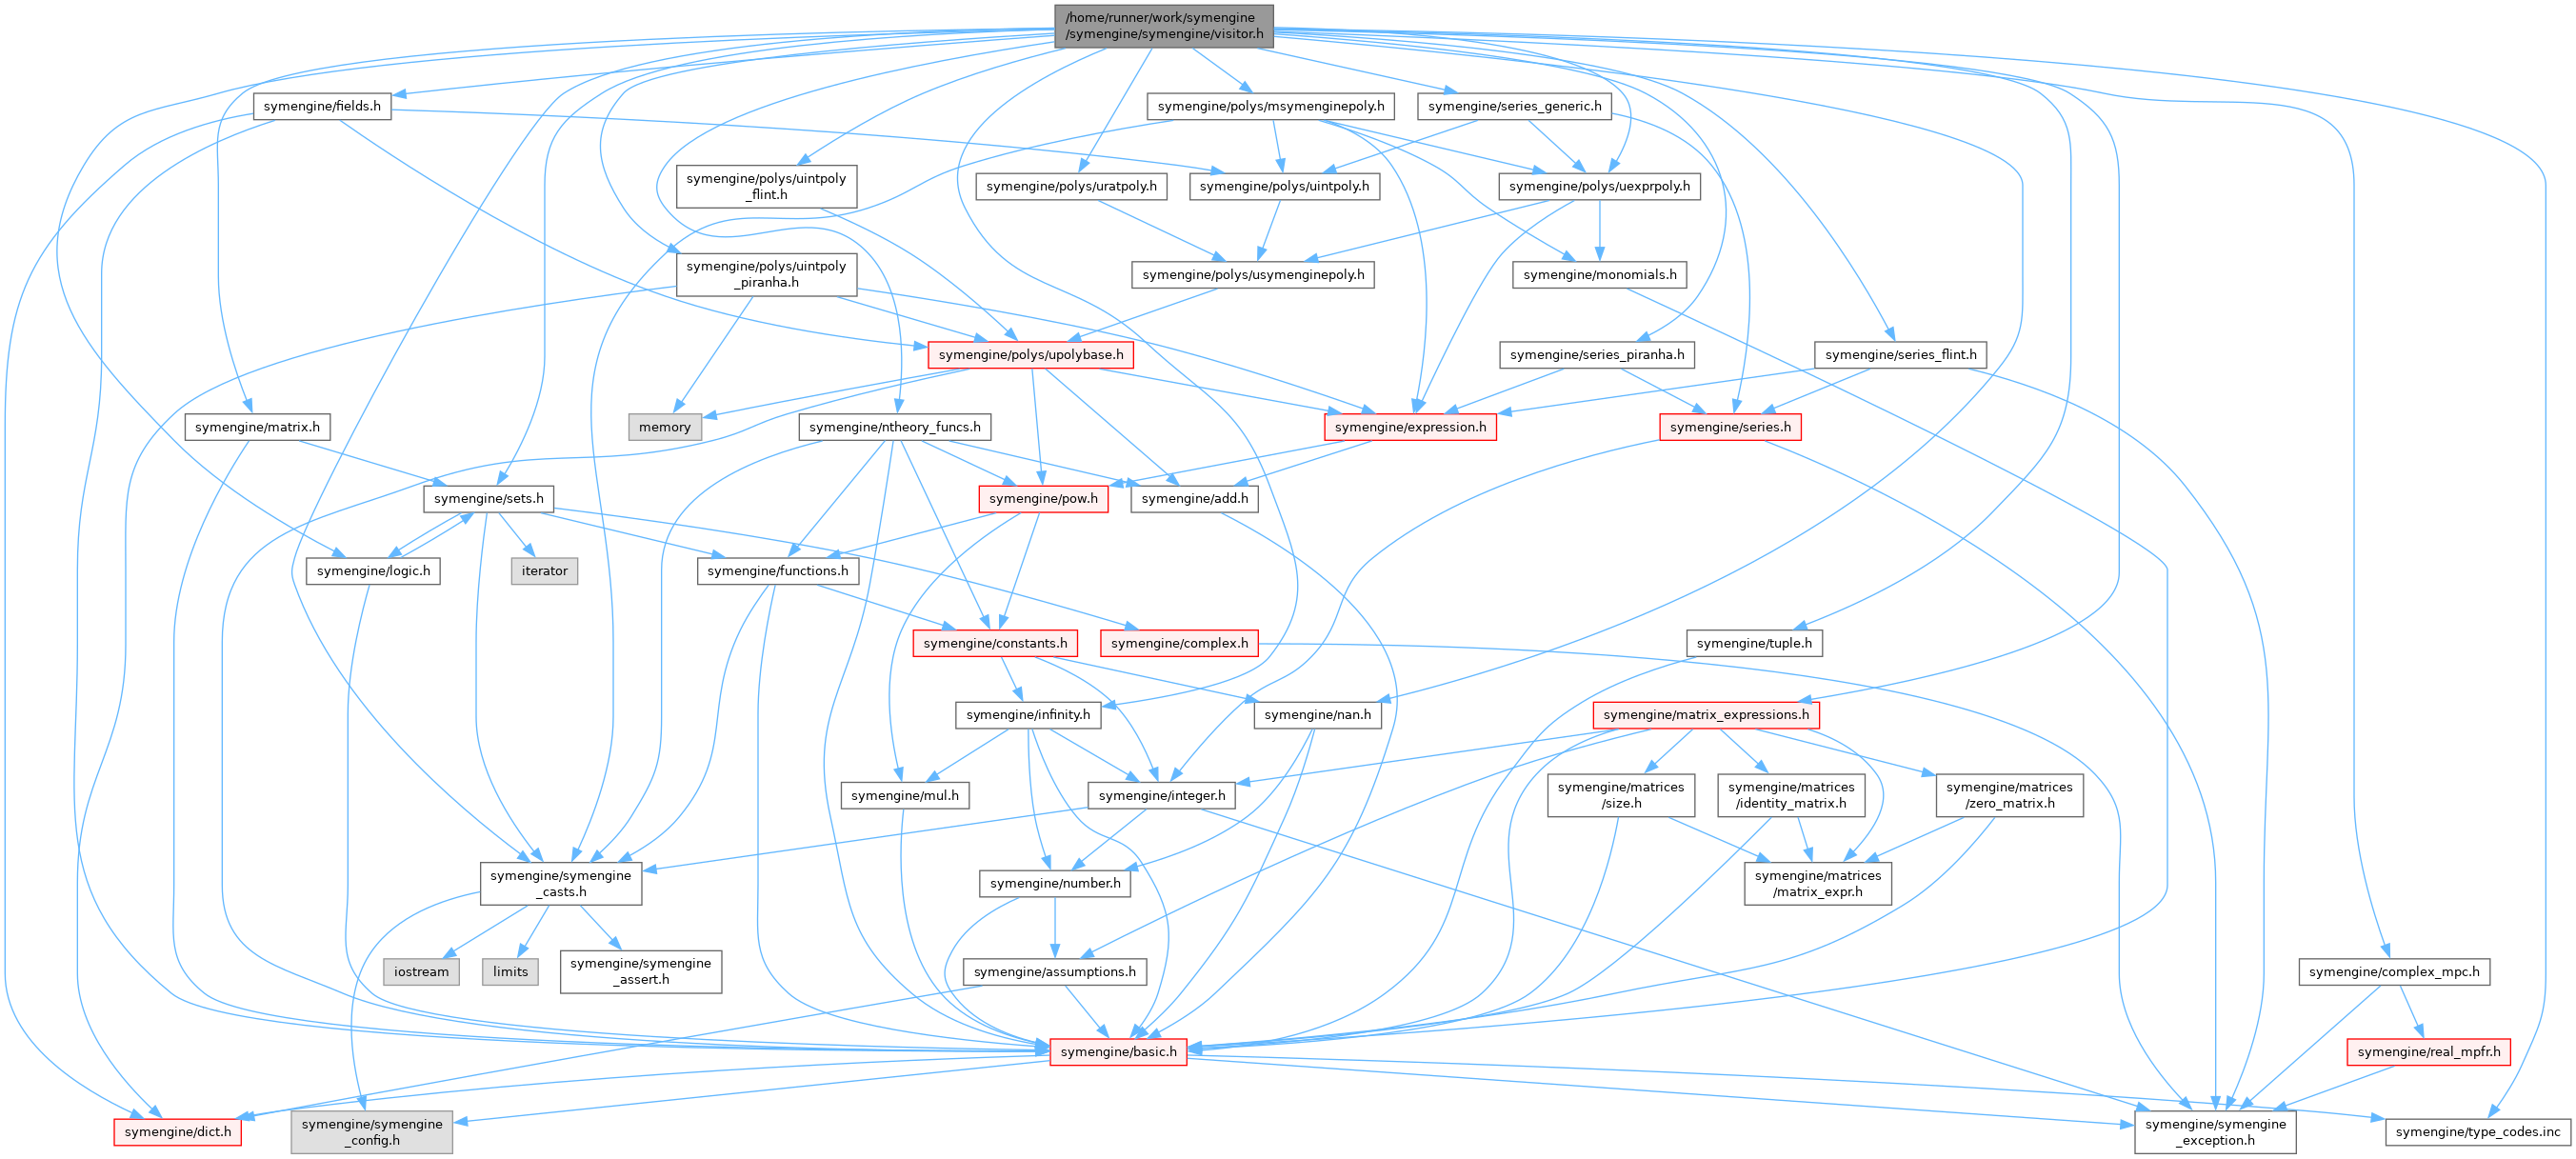 /home/runner/work/symengine
/symengine/symengine/visitor.h
symengine/fields.h
symengine/polys/msymenginepoly.h
symengine/series_generic.h
symengine/polys/uintpoly
_flint.h
symengine/polys/uratpoly.h
symengine/polys/uintpoly.h
symengine/polys/uexprpoly.h
symengine/polys/uintpoly
_piranha.h
symengine/polys/usymenginepoly.h
symengine/monomials.h
symengine/polys/upolybase.h
symengine/series_piranha.h
symengine/series_flint.h
symengine/matrix.h
memory
symengine/ntheory_funcs.h
symengine/expression.h
symengine/series.h
symengine/sets.h
symengine/pow.h
symengine/add.h
symengine/logic.h
iterator
symengine/functions.h
symengine/constants.h
symengine/complex.h
symengine/tuple.h
symengine/infinity.h
symengine/nan.h
symengine/matrix_expressions.h
symengine/mul.h
symengine/integer.h
symengine/matrices
/size.h
symengine/matrices
/identity_matrix.h
symengine/matrices
/zero_matrix.h
symengine/symengine
_casts.h
symengine/number.h
symengine/matrices
/matrix_expr.h
iostream
limits
symengine/symengine
_assert.h
symengine/assumptions.h
symengine/complex_mpc.h
symengine/basic.h
symengine/real_mpfr.h
symengine/dict.h
symengine/symengine
_config.h
symengine/symengine
_exception.h
symengine/type_codes.inc